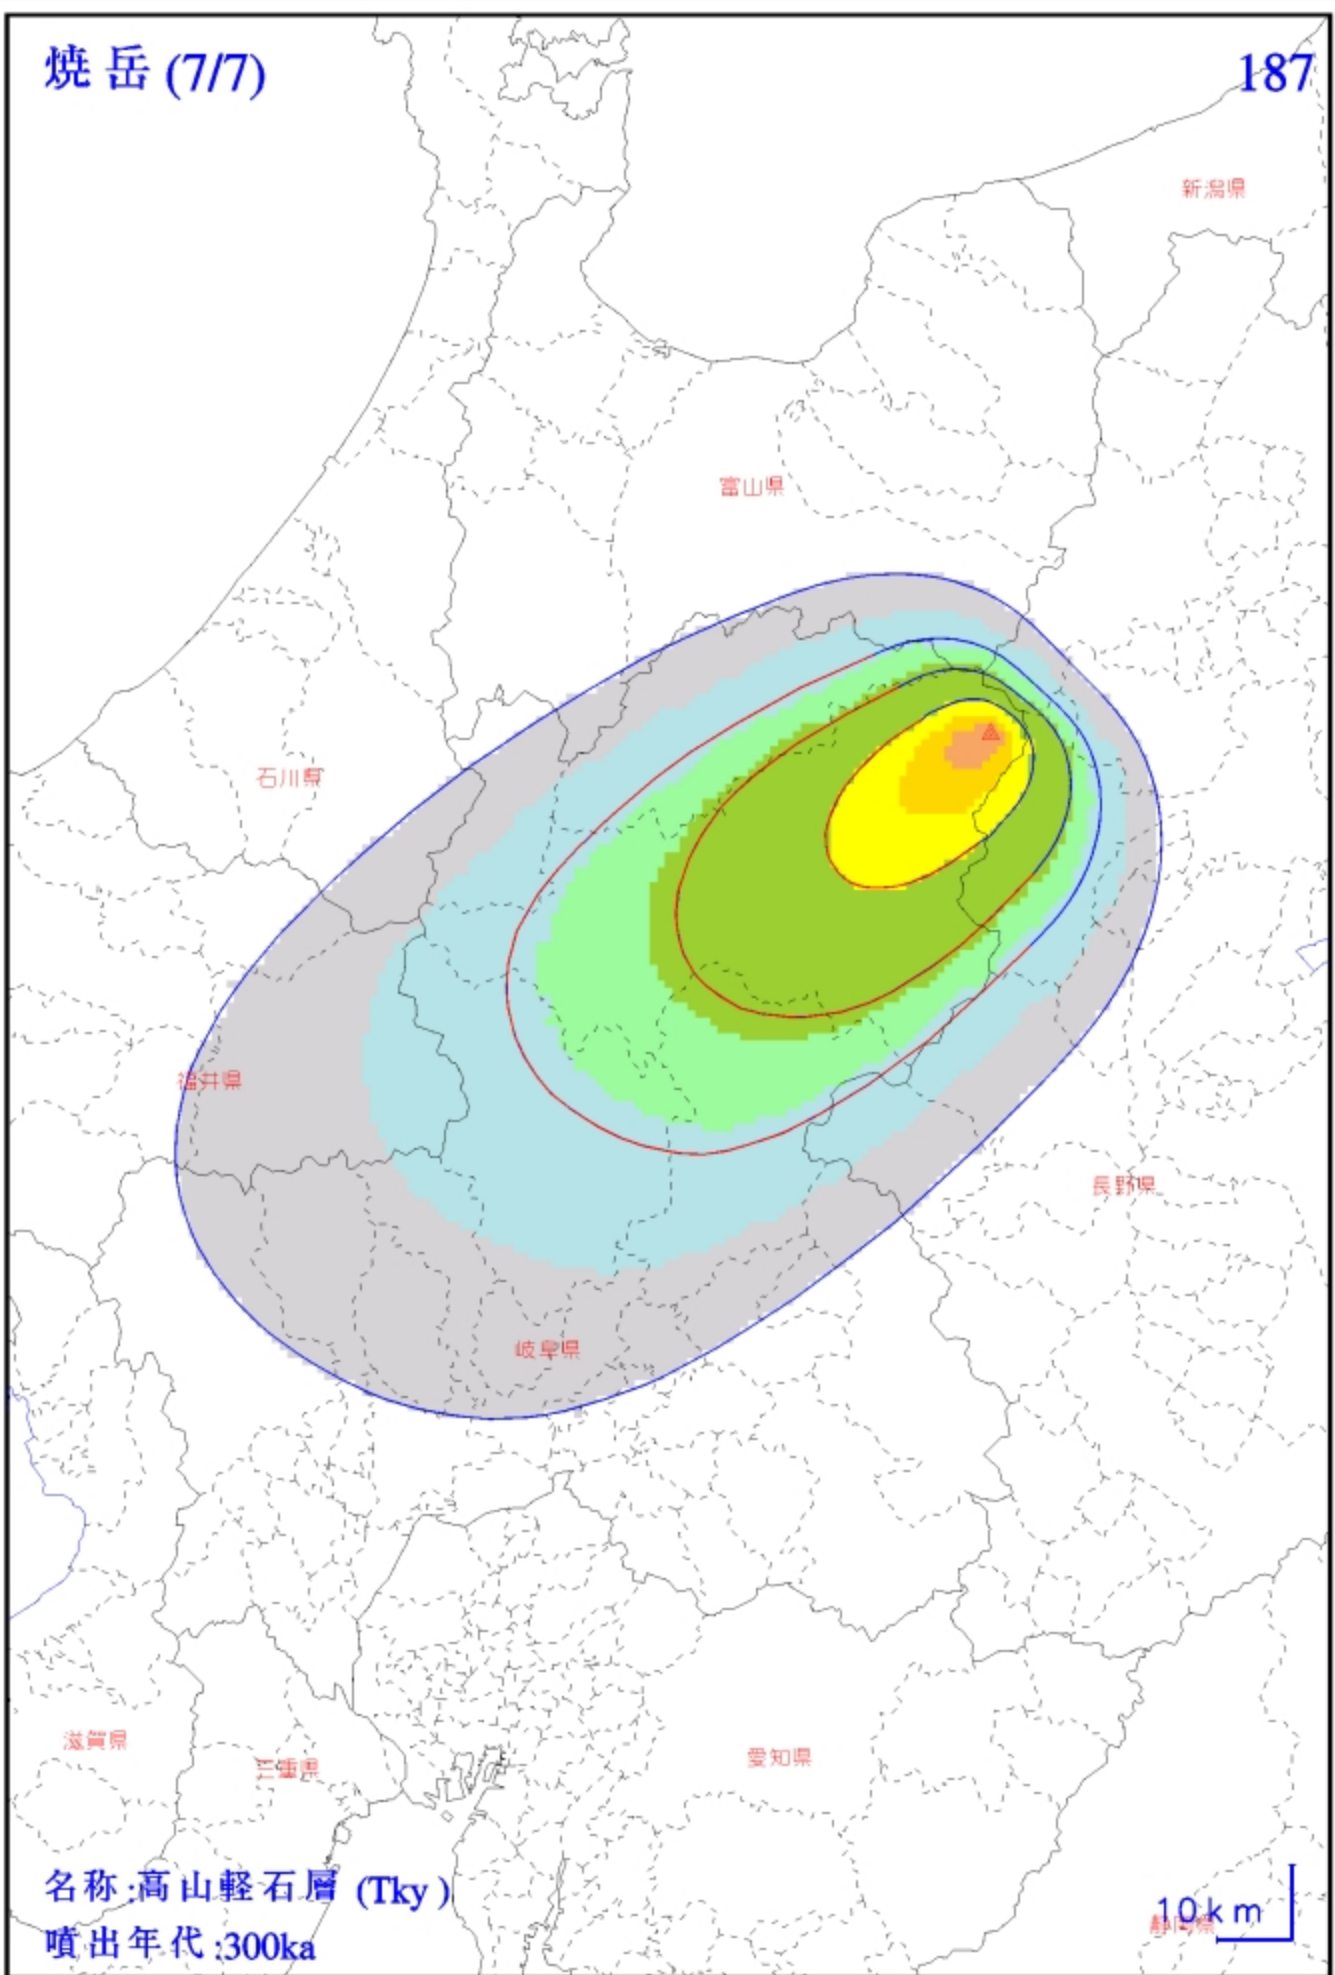 焼岳 (7/7)
187
新潟県
富山県
石川県
福井県
長野県
岐阜県
滋賀県
三重県
愛知県
名称:高山軽石層 (Tky)
噴出年代:300ka
10km
静岡県